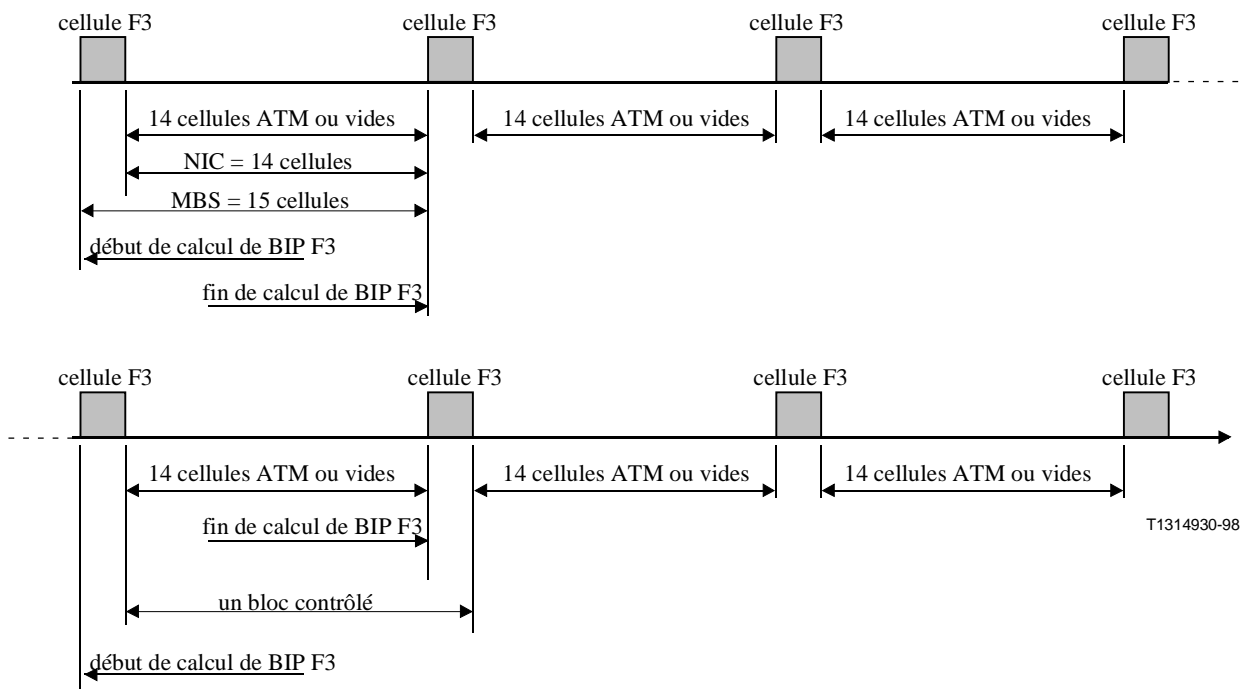 cellule F3 cellule F3 cellule F3 cellule F3
14 cellules ATM ou vides 14 cellules ATM ou vides 14 cellules ATM ou vides
NIC = 14 cellules
MBS = 15 cellules
début de calcul de BIP F3
fin de calcul de BIP F3
cellule F3 cellule F3 cellule F3 cellule F3
14 cellules ATM ou vides 14 cellules ATM ou vides 14 cellules ATM ou vides
fin de calcul de BIP F3
T1314930-98
un bloc contrôlé
début de calcul de BIP F3